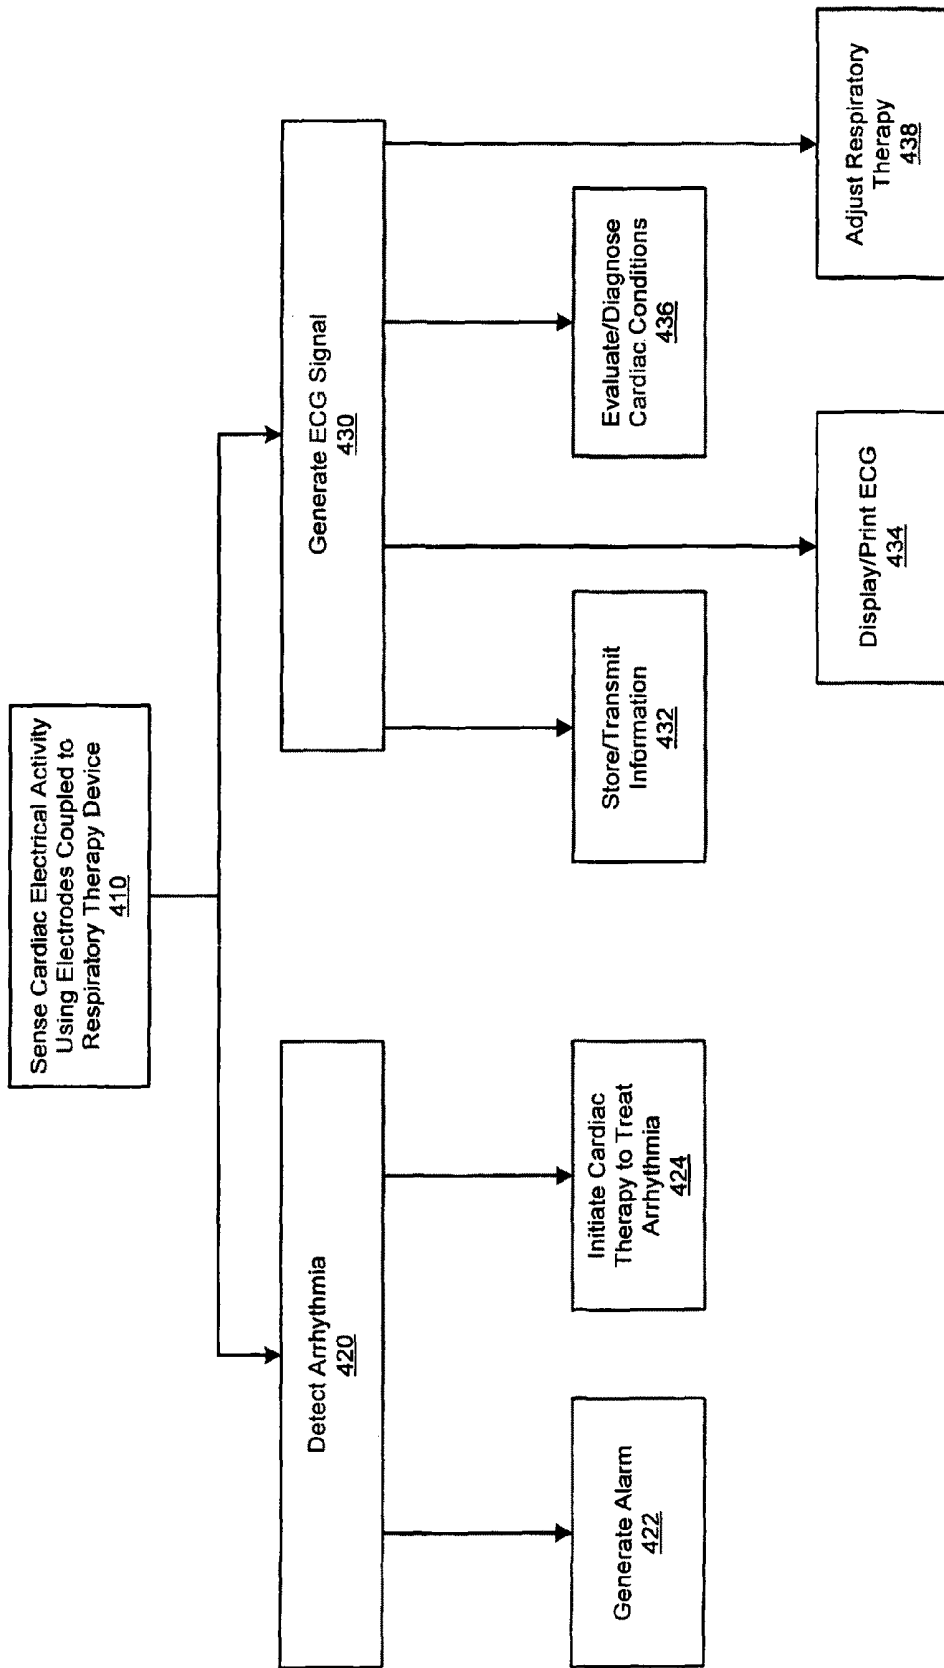 Sense Cardiac Electrical Activity
Using Electrodes Coupled to
Respiratory Therapy Device
410
Detect Arrhythmia
420
Generate ECG Signal
430
Generate Alarm
422
Initiate Cardiac
Therapy to Treat
Arrhythmia
424
Store/Transmit
Information
432
Evaluate/Diagnose
Cardiac Conditions
436
Display/Print ECG
434
Adjust Respiratory
Therapy
438